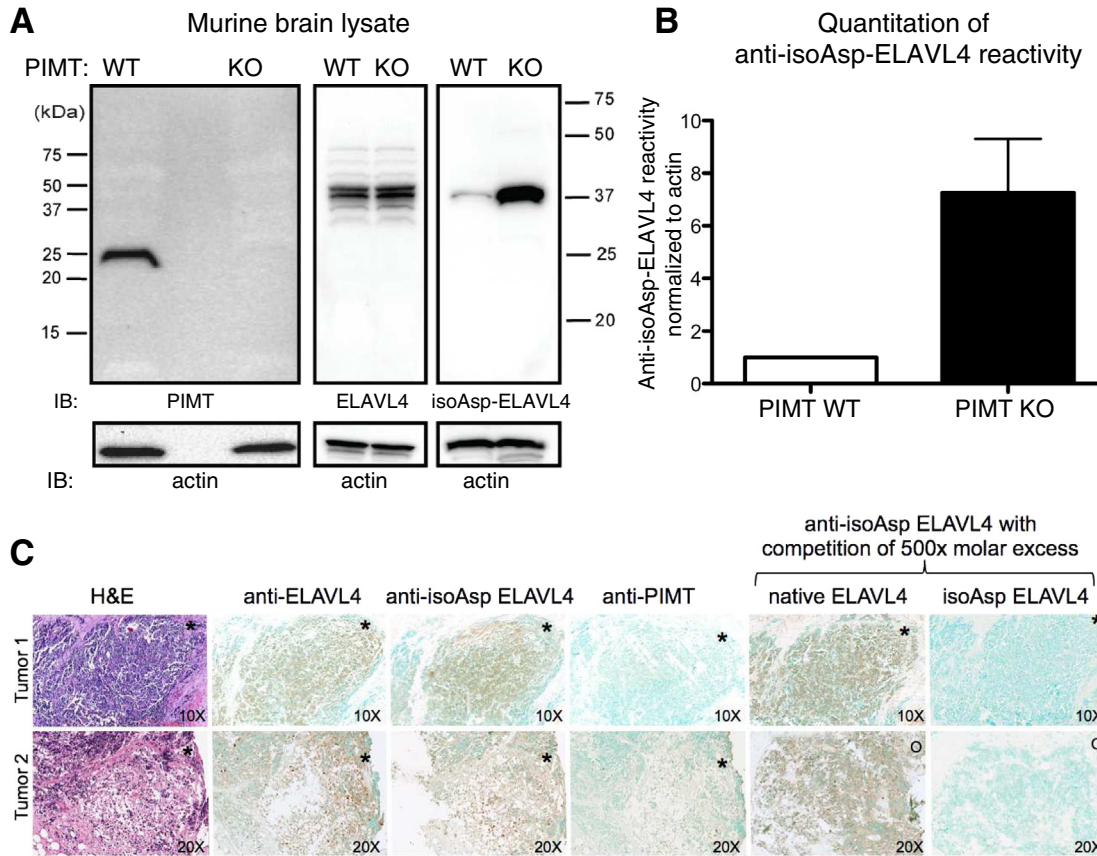 A
Murine brain lysate
PIMT: WT KO WT KO WT KO
(kDa)
75
50
37
25
20
15
75
50
37
25
20
IB: PIMT ELAVL4 isoAsp-ELAVL4
IB: actin actin actin
B
Quantitation of
anti-isoAsp-ELAVL4 reactivity
Anti-isoAsp-ELAVL4 reactivity
normalized to actin
10
8
6
4
2
0
PIMT WT PIMT KO
C
anti-isoAsp ELAVL4 with
competition of 500x molar excess
H&E anti-ELAVL4 anti-isoAsp ELAVL4 anti-PIMT native ELAVL4 isoAsp ELAVL4
Tumor 1
* * * * * *
10X 10X 10X 10X 10X 10X
Tumor 2
* * * * O O
20X 20X 20X 20X 20X 20X